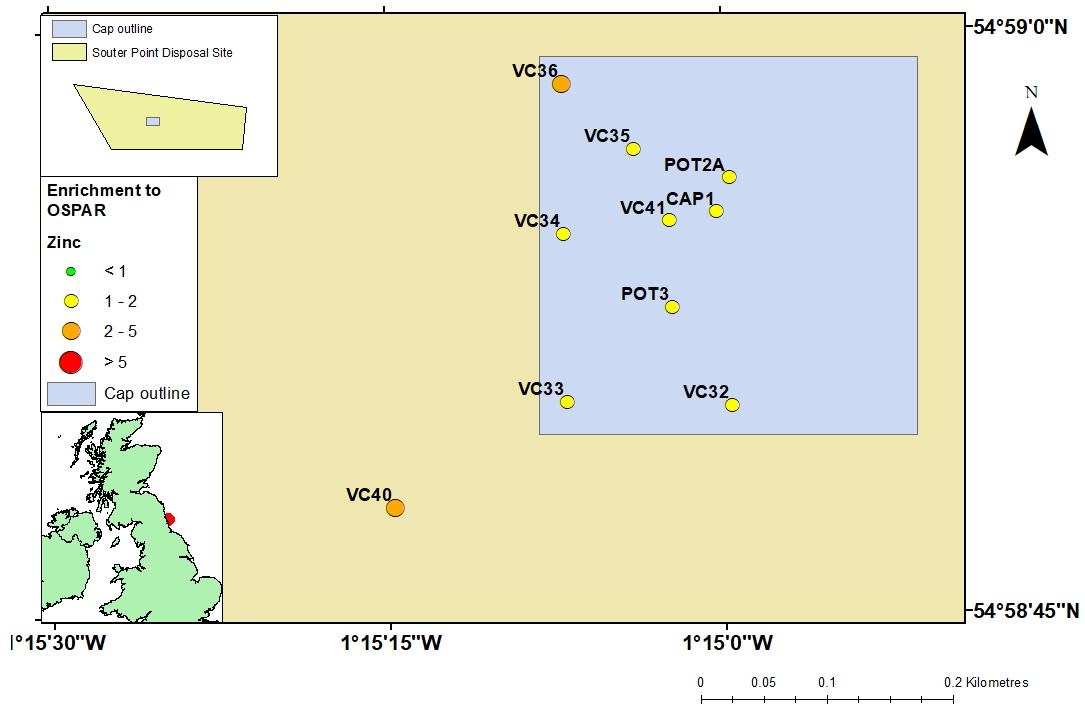 Cap outline
Souter Point Disposal Site
Enrichment to
OSPAR
Zinc
< 1
1 - 2
2 - 5
> 5
Cap outline
VC36
VC35
POT2A
CAP1
VC41
VC34
POT3
VC33
VC32
VC40
54°59'0"N
N
54°58'45"N
1°15'30"W
1°15'15"W
1°15'0"W
0 0.05 0.1 0.2 Kilometres